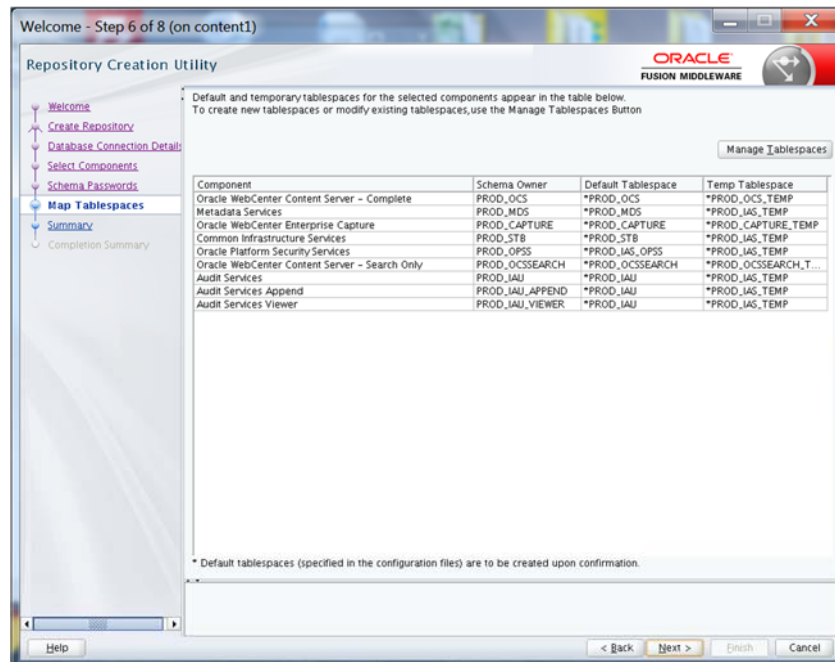 Welcome - Step 6 of 8 (on content1)
Repository Creation Utility
ORACLE
FUSION MIDDLEWARE
Welcome
Create Repository
Database Connection Details
Select Components
Schema Passwords
Map Tablespaces
Summary
Completion Summary
Default and temporary tablespaces for the selected components appear in the table below.
To create new tablespaces or modify existing tablespaces,use the Manage Tablespaces Button
Manage Tablespaces
Component Schema Owner Default Tablespace Temp Tablespace
Oracle WebCenter Content Server - Complete PROD_OCS *PROD_OCS *PROD_OCS_TEMP
Metadata Services PROD_MDS *PROD_MDS *PROD_IAS_TEMP
Oracle WebCenter Enterprise Capture PROD_CAPTURE *PROD_CAPTURE *PROD_CAPTURE_TEMP
Common Infrastructure Services PROD_STB *PROD_STB *PROD_IAS_TEMP
Oracle Platform Security Services PROD_OPSS *PROD_IAS_OPSS *PROD_IAS_TEMP
Oracle WebCenter Content Server - Search Only PROD_OCSSEARCH *PROD_OCSSEARCH *PROD_OCSSEARCH_T...
Audit Services PROD_IAU *PROD_IAU *PROD_IAS_TEMP
Audit Services Append PROD_IAU_APPEND *PROD_IAU *PROD_IAS_TEMP
Audit Services Viewer PROD_IAU_VIEWER *PROD_IAU *PROD_IAS_TEMP
* Default tablespaces (specified in the configuration files) are to be created upon confirmation.
Help
< Back
Next >
Finish
Cancel